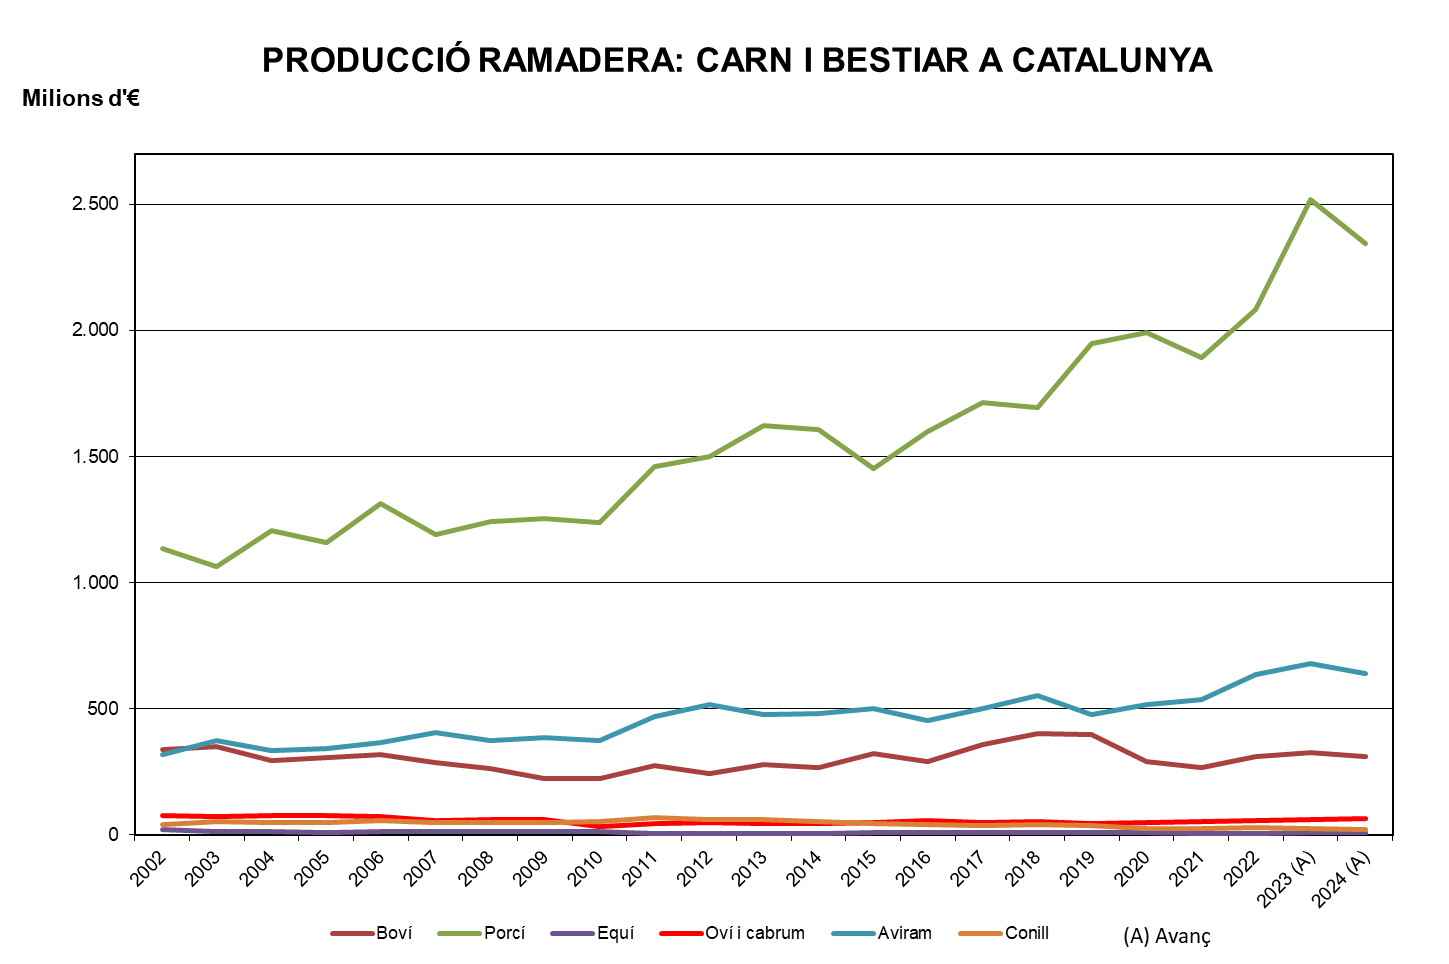 PRODUCCIÓ RAMADERA: CARN I BESTIAR A CATALUNYA
Milions d'€
2.500
2.000
1.500
1.000
500
0
2002 2003 2004 2005 2006 2007 2008 2009 2010 2011 2012 2013 2014 2015 2016 2017 2018 2019 2020 2021 2022 2023 (A) 2024 (A)
Boví Porcí Equí Oví i cabrum Aviram Conill (A) Avanç